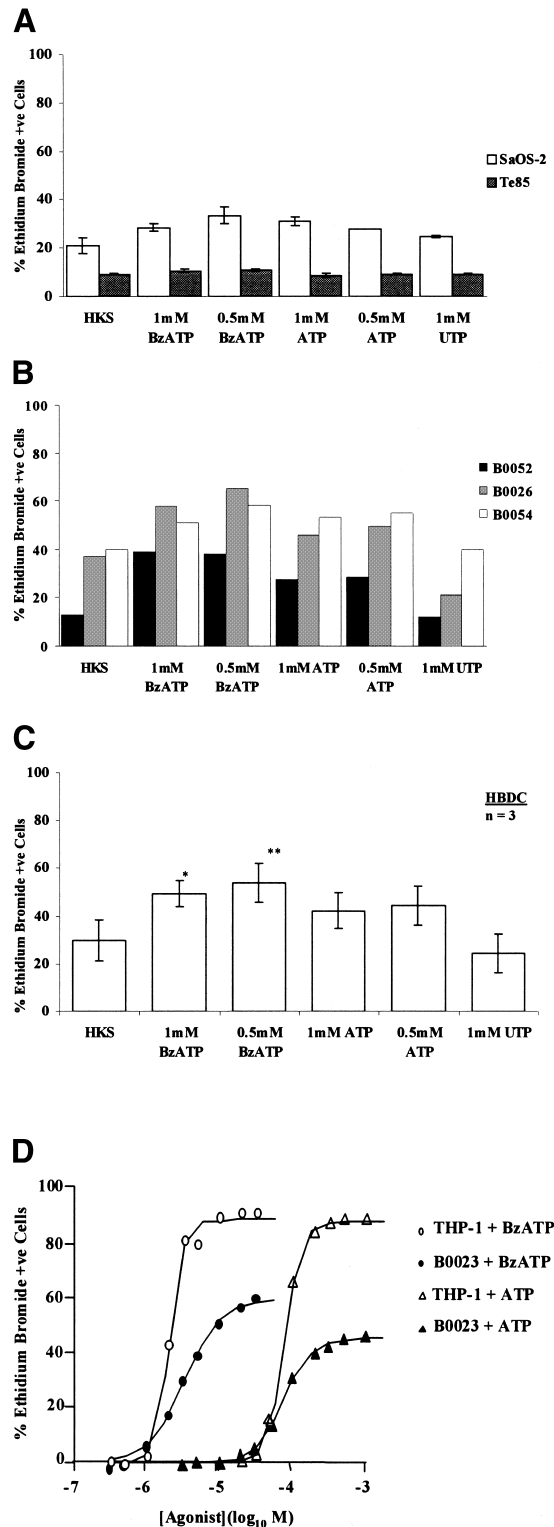 A
% Ethidium Bromide +ve Cells
100
80
60
40
20
0
SaOS-2
Te85
HKS 1mM BzATP 0.5mM BzATP 1mM ATP 0.5mM ATP 1mM UTP
B
% Ethidium Bromide +ve Cells
100
80
60
40
20
0
B0052
B0026
B0054
HKS 1mM BzATP 0.5mM BzATP 1mM ATP 0.5mM ATP 1mM UTP
C
% Ethidium Bromide +ve Cells
100
80
60
40
20
0
HBDC
n = 3
* **
HKS 1mM BzATP 0.5mM BzATP 1mM ATP 0.5mM ATP 1mM UTP
D
% Ethidium Bromide +ve Cells
100
80
60
40
20
0
THP-1 + BzATP
B0023 + BzATP
THP-1 + ATP
B0023 + ATP
-7 -6 -5 -4 -3
[Agonist](log10 M)